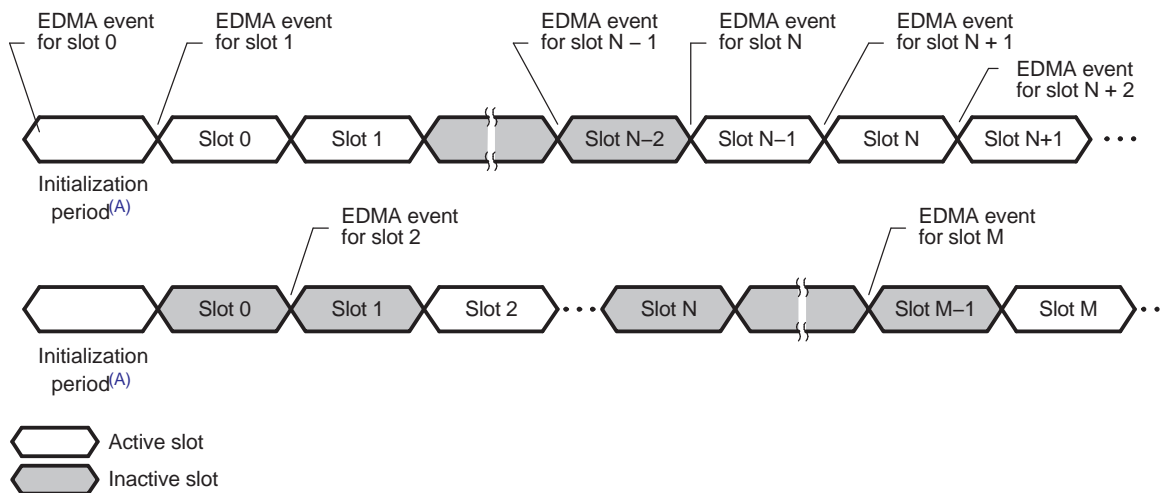 EDMA event
for slot 0
EDMA event
for slot 1
EDMA event
for slot N – 1
EDMA event
for slot N
EDMA event
for slot N + 1
EDMA event
for slot N + 2
Slot 0
Slot 1
Slot N–2
Slot N–1
Slot N
Slot N+1
Initialization
period(A)
EDMA event
for slot 2
EDMA event
for slot M
Slot 0
Slot 1
Slot 2
Slot N
Slot M–1
Slot M
Initialization
period(A)
Active slot
Inactive slot